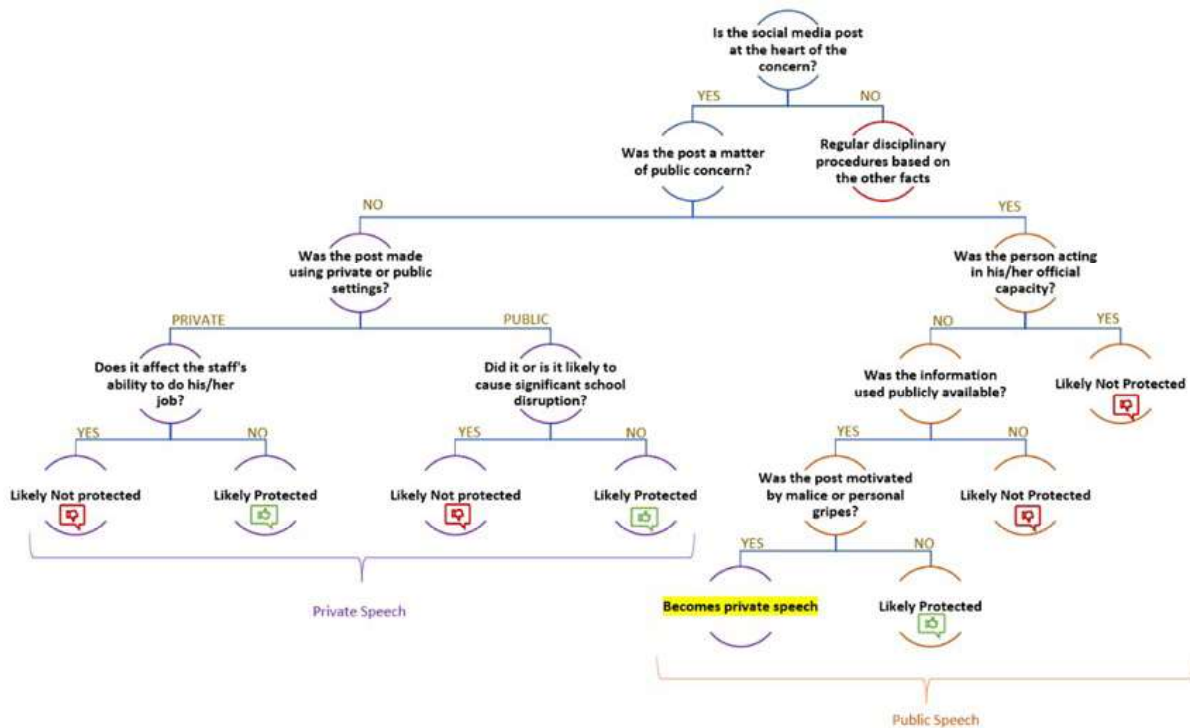 Is the social media post
at the heart of the
concern?
YES
NO
Was the post a matter
of public concern?
Regular disciplinary
procedures based on
the other facts
NO
YES
Was the post made
using private or public
settings?
Was the person acting
in his/her official
capacity?
PRIVATE
PUBLIC
NO
YES
Does it affect the staff's
ability to do his/her
job?
Did it or is it likely to
cause significant school
disruption?
Was the information
used publicly available?
Likely Not Protected
YES
NO
YES
NO
YES
NO
Likely Not protected
Likely Protected
Likely Not protected
Likely Protected
Was the post motivated
by malice or personal
gripes?
Likely Not Protected
YES
NO
Private Speech
Becomes private speech
Likely Protected
Public Speech